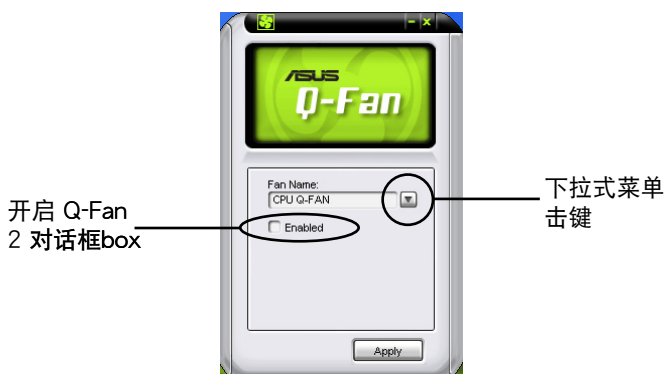 ASUS
Q-Fan
Fan Name:
CPU Q-FAN
Enabled
Apply
开启 Q-Fan
2 对话框box
下拉式菜单
击键